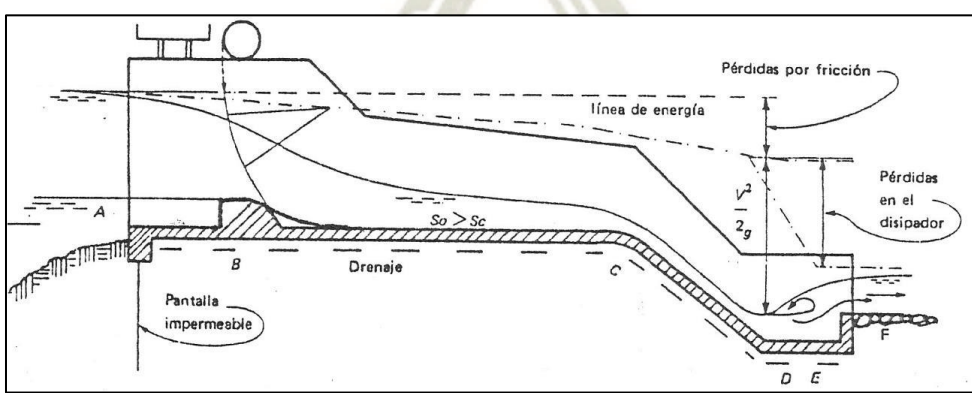 Pérdidas por fricción
línea de energía
Pérdidas
en el
disipador
V²
2g
A
So > Sc
B
Drenaje
C
Pantalla
impermeable
F
D
E